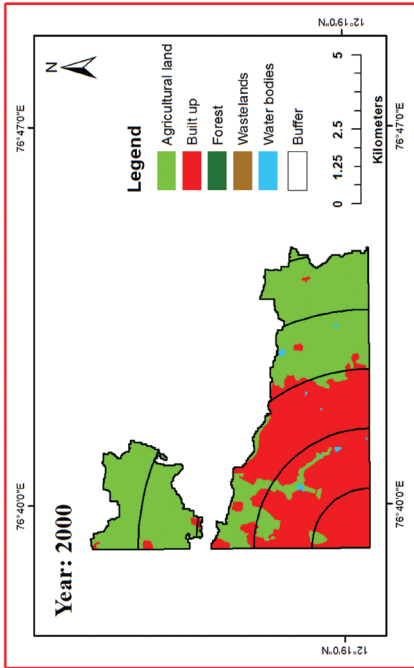 Year: 2000
N
76°40'0"E
76°47'0"E
12°19'0"N
12°19'0"N
Legend
Agricultural land
Built up
Forest
Wastelands
Water bodies
Buffer
0 1.25 2.5 5
Kilometers
76°40'0"E
76°47'0"E